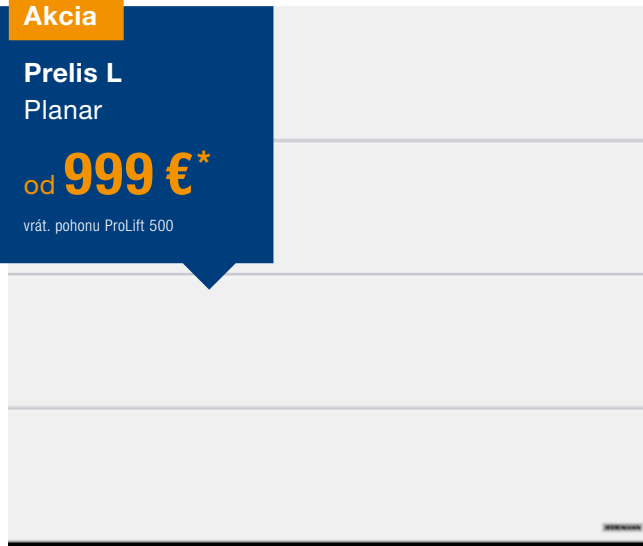 Akcia
Prelis L
Planar
od 999 €*
vrát. pohonu ProLift 500